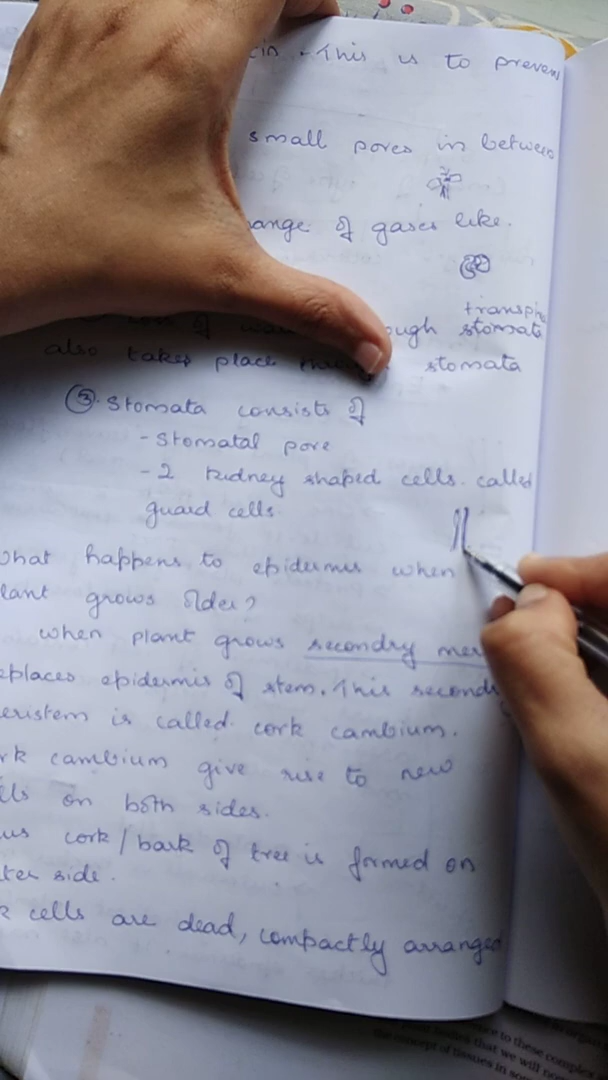 This is to preven
small pores in between
ange of gases like.
transpi
ough stomata
also takes place stomata
③. Stomata consists of
- Stomatal pore
- 2 kidney shaped cells. called
guard cells.
hat happens to epidermis when
lant grows older?
when plant grows secondry mer
eplaces epidermis of stem. This second
eristem is called cork cambium.
rk cambium give rise to new
lls on both sides.
us cork/bark of tree is formed on
ter side.
cells are dead, compactly arranged